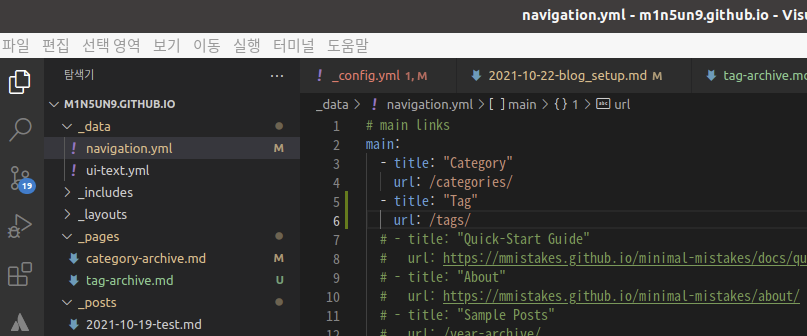 navigation.yml - m1n5un9.github.io - Visu
파일 편집 선택 영역 보기 이동 실행 터미널 도움말
탐색기 ...
_config.yml 1, M 2021-10-22-blog_setup.md M tag-archive.md
M1N5UN9.GITHUB.IO
_data > navigation.yml > [ ] main > {} 1 > abc url
_data
navigation.yml M
ui-text.yml
_includes
_layouts
_pages
category-archive.md M
tag-archive.md U
_posts
2021-10-19-test.md
19
1 # main links
2 main:
3 - title: "Category"
4 url: /categories/
5 - title: "Tag"
6 url: /tags/
7 # - title: "Quick-Start Guide"
8 # url: https://mmistakes.github.io/minimal-mistakes/docs/qu
9 # - title: "About"
10 # url: https://mmistakes.github.io/minimal-mistakes/about/
11 # - title: "Sample Posts"
12 # url: /year-archive/